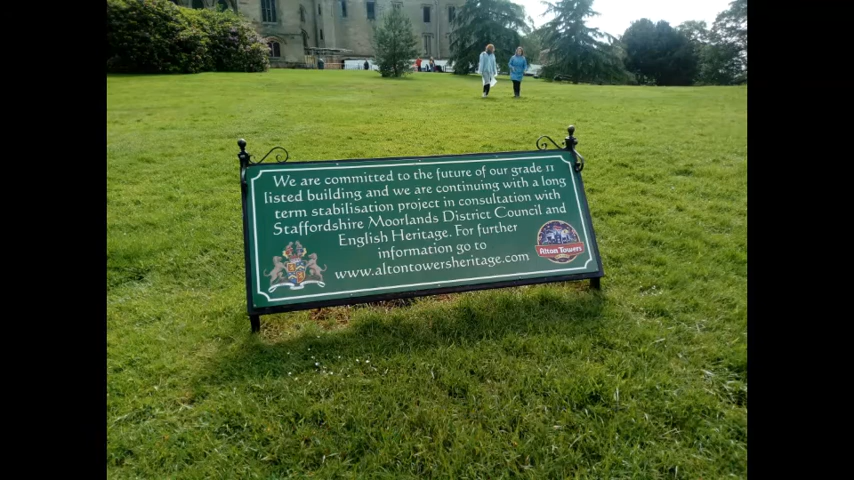 We are committed to the future of our grade 11
listed building and we are continuing with a long
term stabilisation project in consultation with
Staffordshire Moorlands District Council and
English Heritage. For further
information go to
www.altontowersheritage.com
Alton Towers